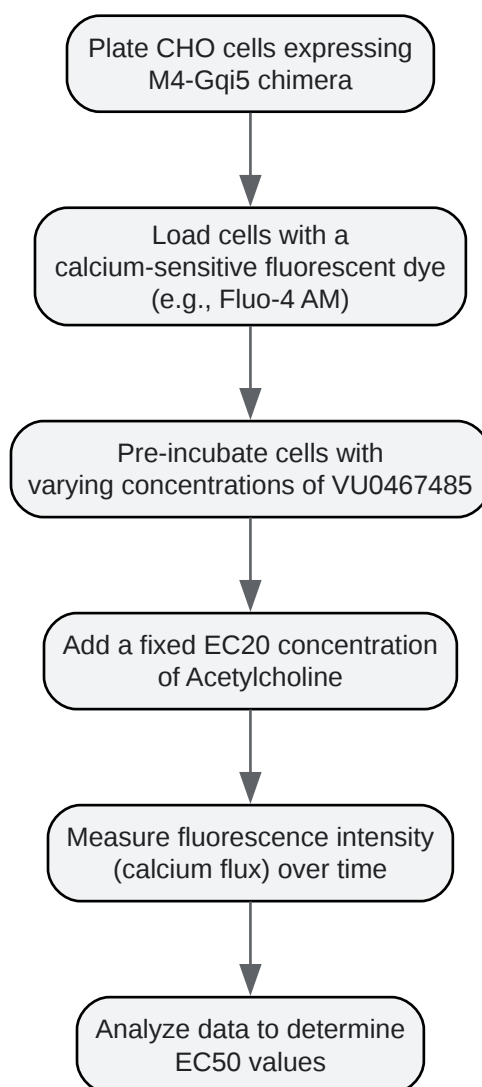 Plate CHO cells expressing
M4-Gqi5 chimera
Load cells with a
calcium-sensitive fluorescent dye
(e.g., Fluo-4 AM)
Pre-incubate cells with
varying concentrations of VU0467485
Add a fixed EC20 concentration
of Acetylcholine
Measure fluorescence intensity
(calcium flux) over time
Analyze data to determine
EC50 values